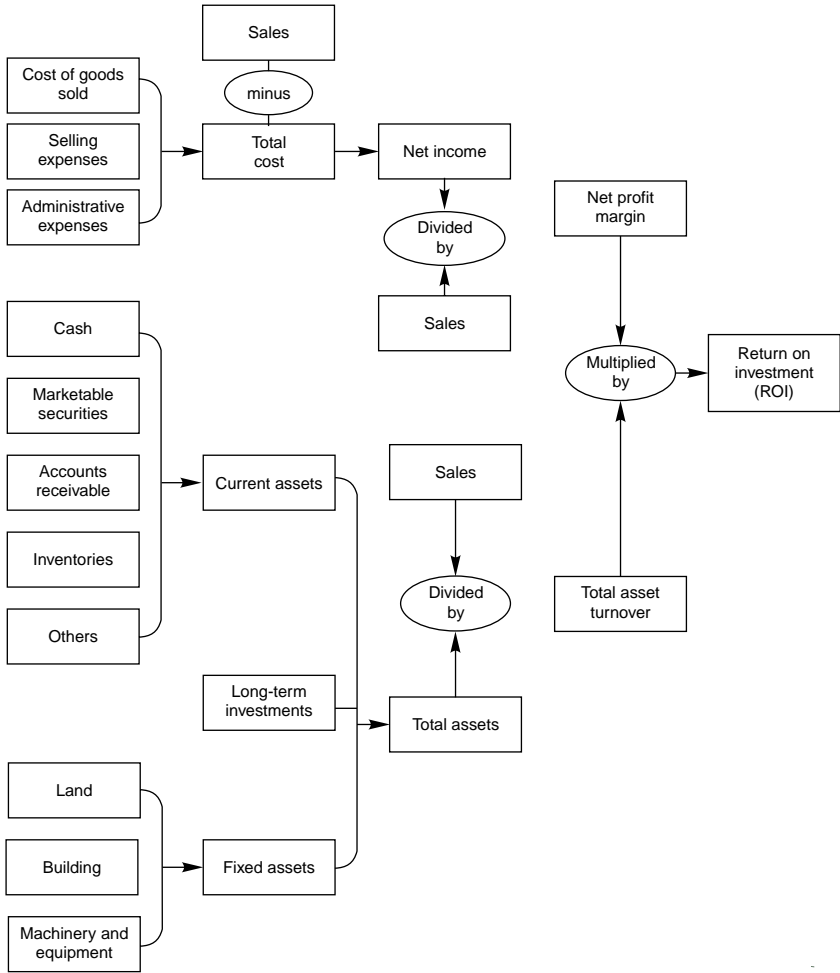 Sales
Cost of goods
sold
minus
Selling
expenses
Total
cost
Net income
Administrative
expenses
Net profit
margin
Divided
by
Sales
Cash
Multiplied
by
Return on
investment
(ROI)
Marketable
securities
Accounts
receivable
Current assets
Sales
Inventories
Divided
by
Total asset
turnover
Others
Long-term
investments
Total assets
Land
Building
Fixed assets
Machinery and
equipment